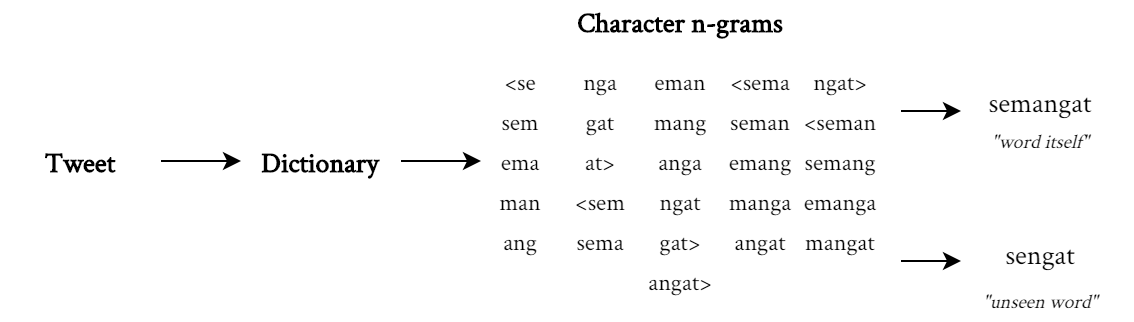 Character n-grams
<se nga eman <sema ngat>
sem gat mang seman <seman
ema at> anga emang semang
man <sem ngat manga emanga
ang sema gat> angat mangat
angat>
Tweet
Dictionary
semangat
"word itself"
sengat
"unseen word"